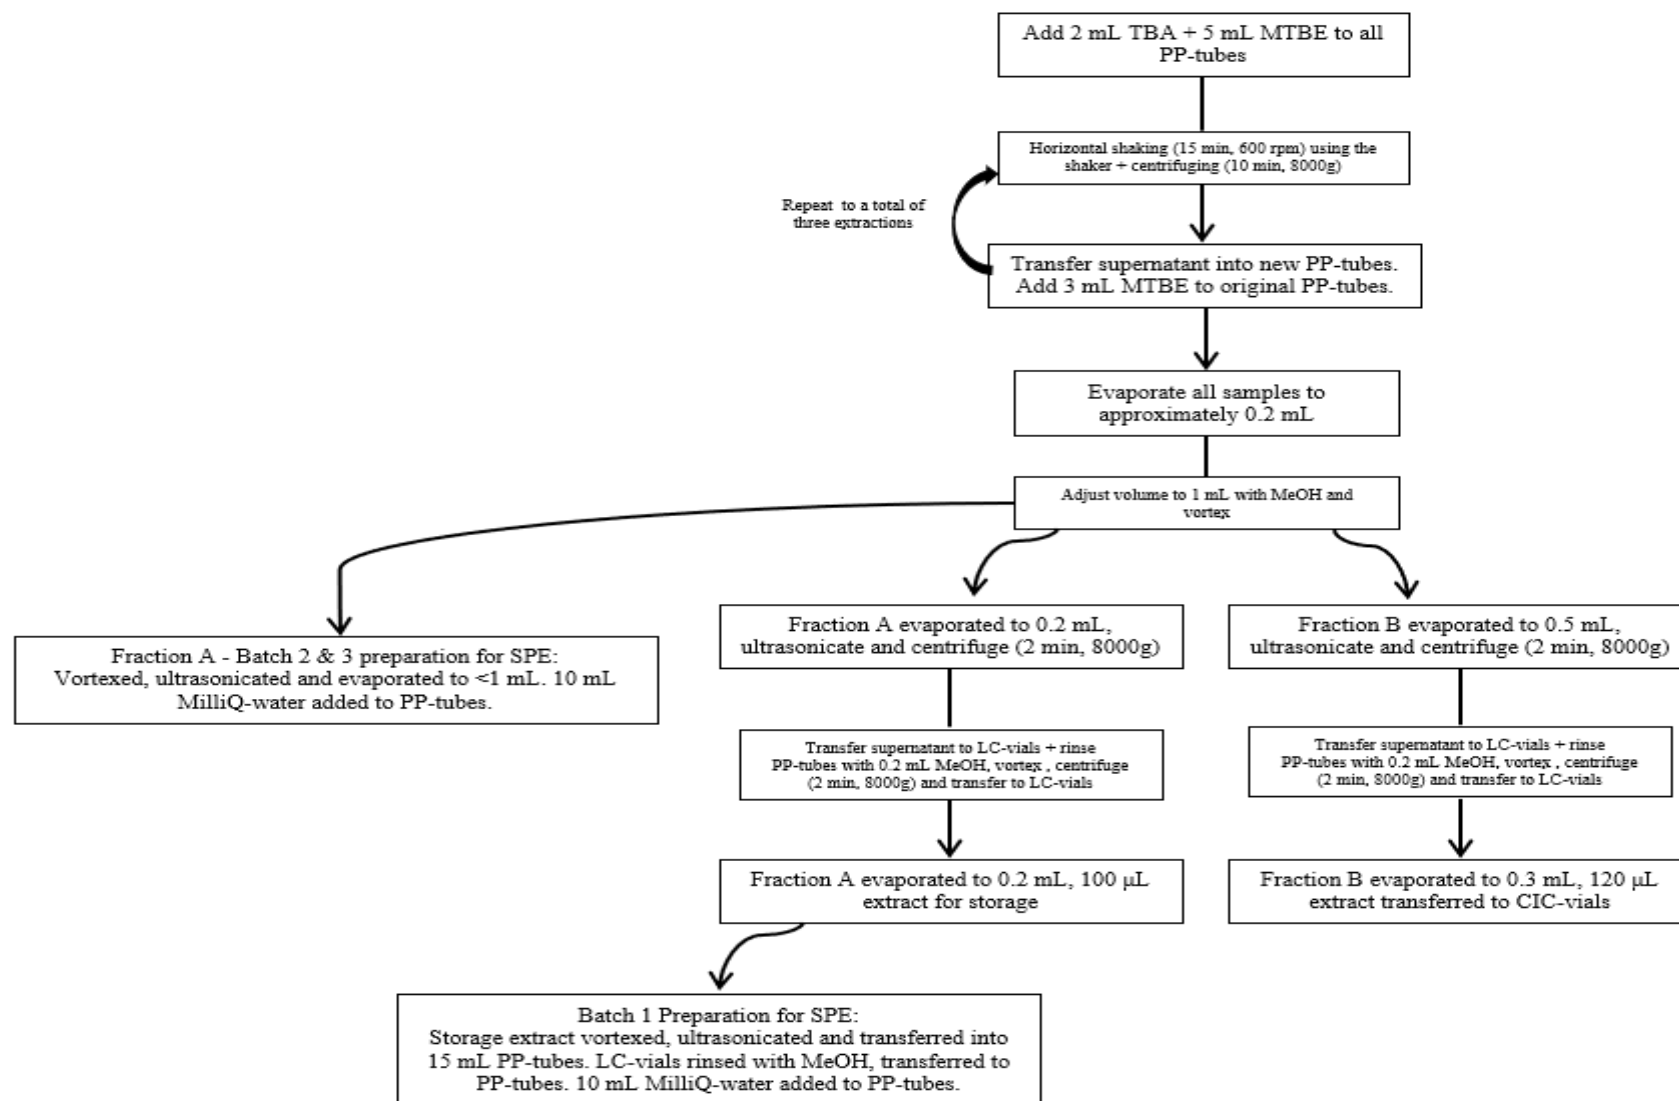 Add 2 mL TBA + 5 mL MTBE to all
PP-tubes
Horizontal shaking (15 min, 600 rpm) using the
shaker + centrifuging (10 min, 8000g)
Repeat to a total of
three extractions
Transfer supernatant into new PP-tubes.
Add 3 mL MTBE to original PP-tubes.
Evaporate all samples to
approximately 0.2 mL
Adjust volume to 1 mL with MeOH and
vortex
Fraction A - Batch 2 & 3 preparation for SPE:
Vortexed, ultrasonicated and evaporated to <1 mL. 10 mL
MilliQ-water added to PP-tubes.
Fraction A evaporated to 0.2 mL,
ultrasonicate and centrifuge (2 min, 8000g)
Transfer supernatant to LC-vials + rinse
PP-tubes with 0.2 mL MeOH, vortex , centrifuge
(2 min, 8000g) and transfer to LC-vials
Fraction A evaporated to 0.2 mL, 100 µL
extract for storage
Batch 1 Preparation for SPE:
Storage extract vortexed, ultrasonicated and transferred into
15 mL PP-tubes. LC-vials rinsed with MeOH, transferred to
PP-tubes. 10 mL MilliQ-water added to PP-tubes.
Fraction B evaporated to 0.5 mL,
ultrasonicate and centrifuge (2 min, 8000g)
Transfer supernatant to LC-vials + rinse
PP-tubes with 0.2 mL MeOH, vortex , centrifuge
(2 min, 8000g) and transfer to LC-vials
Fraction B evaporated to 0.3 mL, 120 µL
extract transferred to CIC-vials